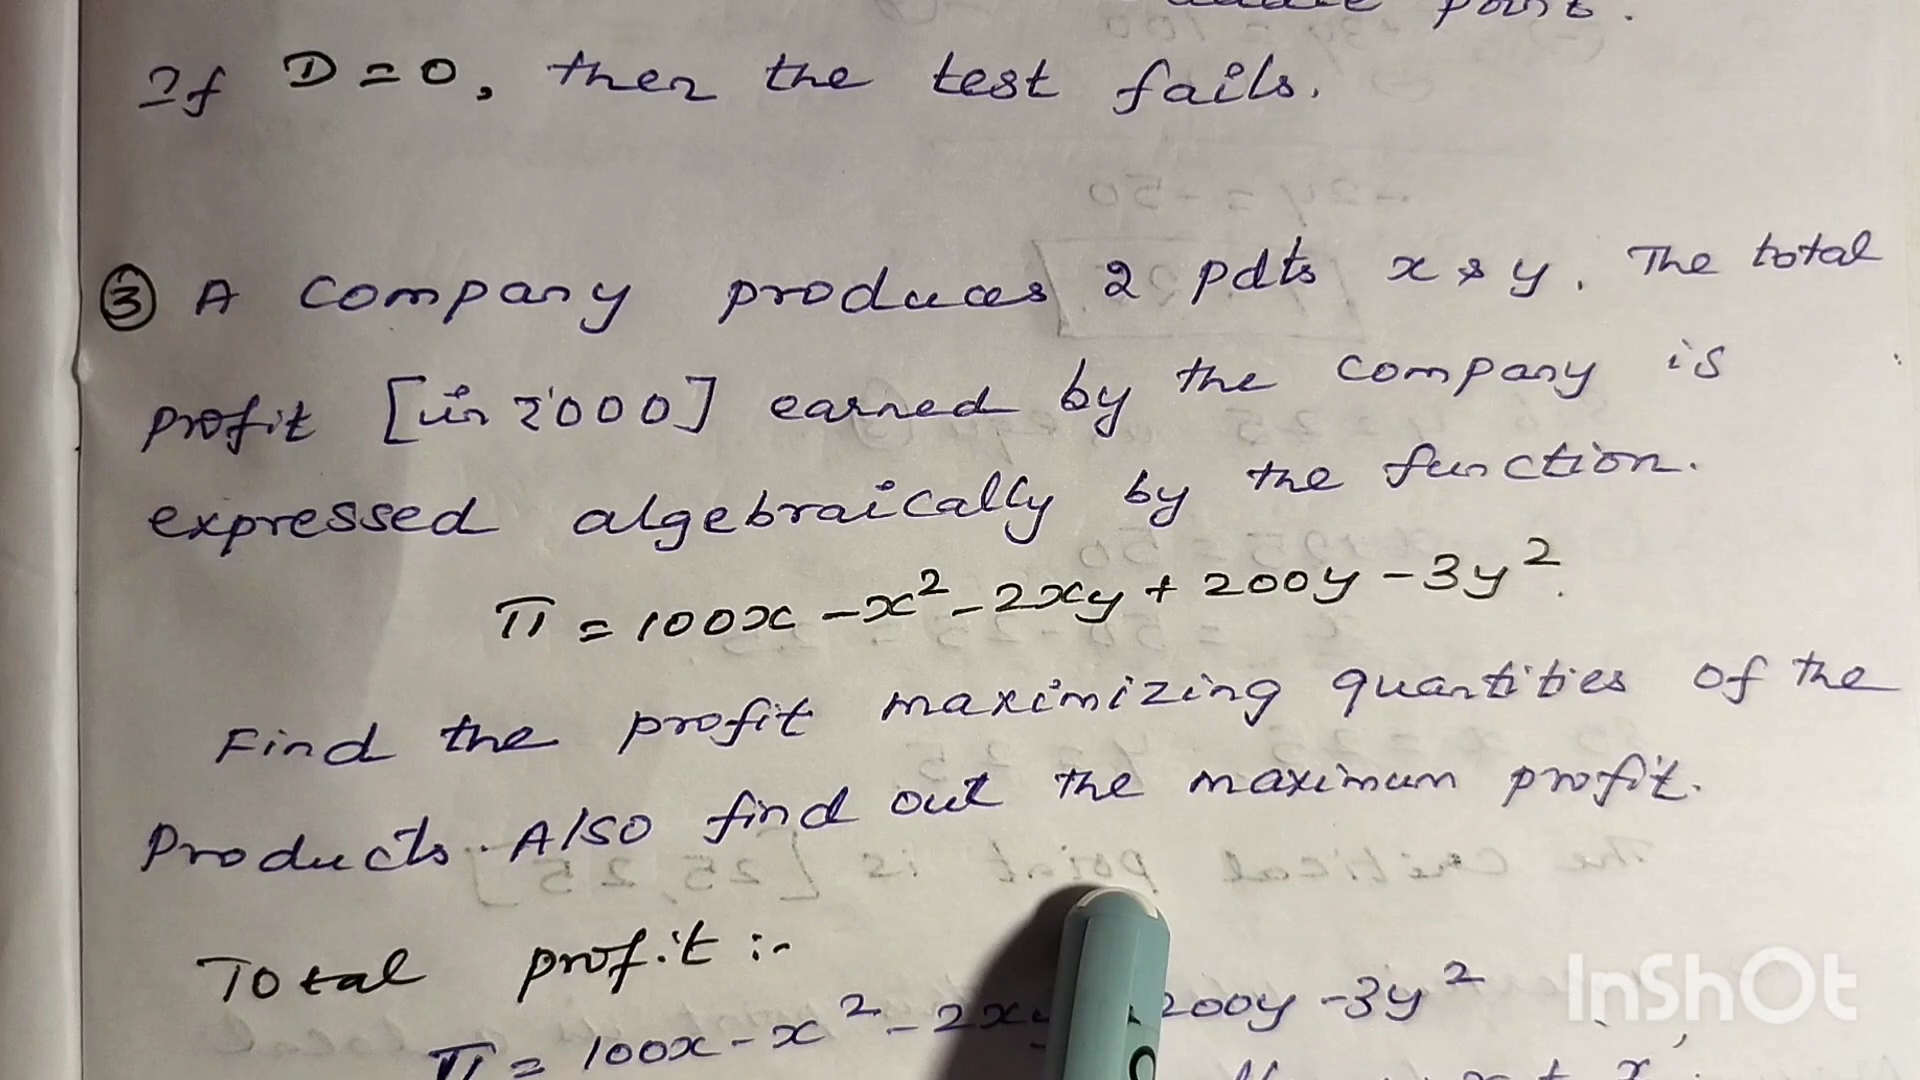 point.
If D=0, then the test fails.
③ A company produces 2 pdts x & y. The total
profit [in ₹'000] earned by the company is
expressed algebraically by the function.
π = 100x - x² - 2xy + 200y - 3y².
Find the profit maximizing quantities of the
Products. Also find out the maximum profit.
Total profit :-
π = 100x - x² - 2x 200y - 3y²
InShOt